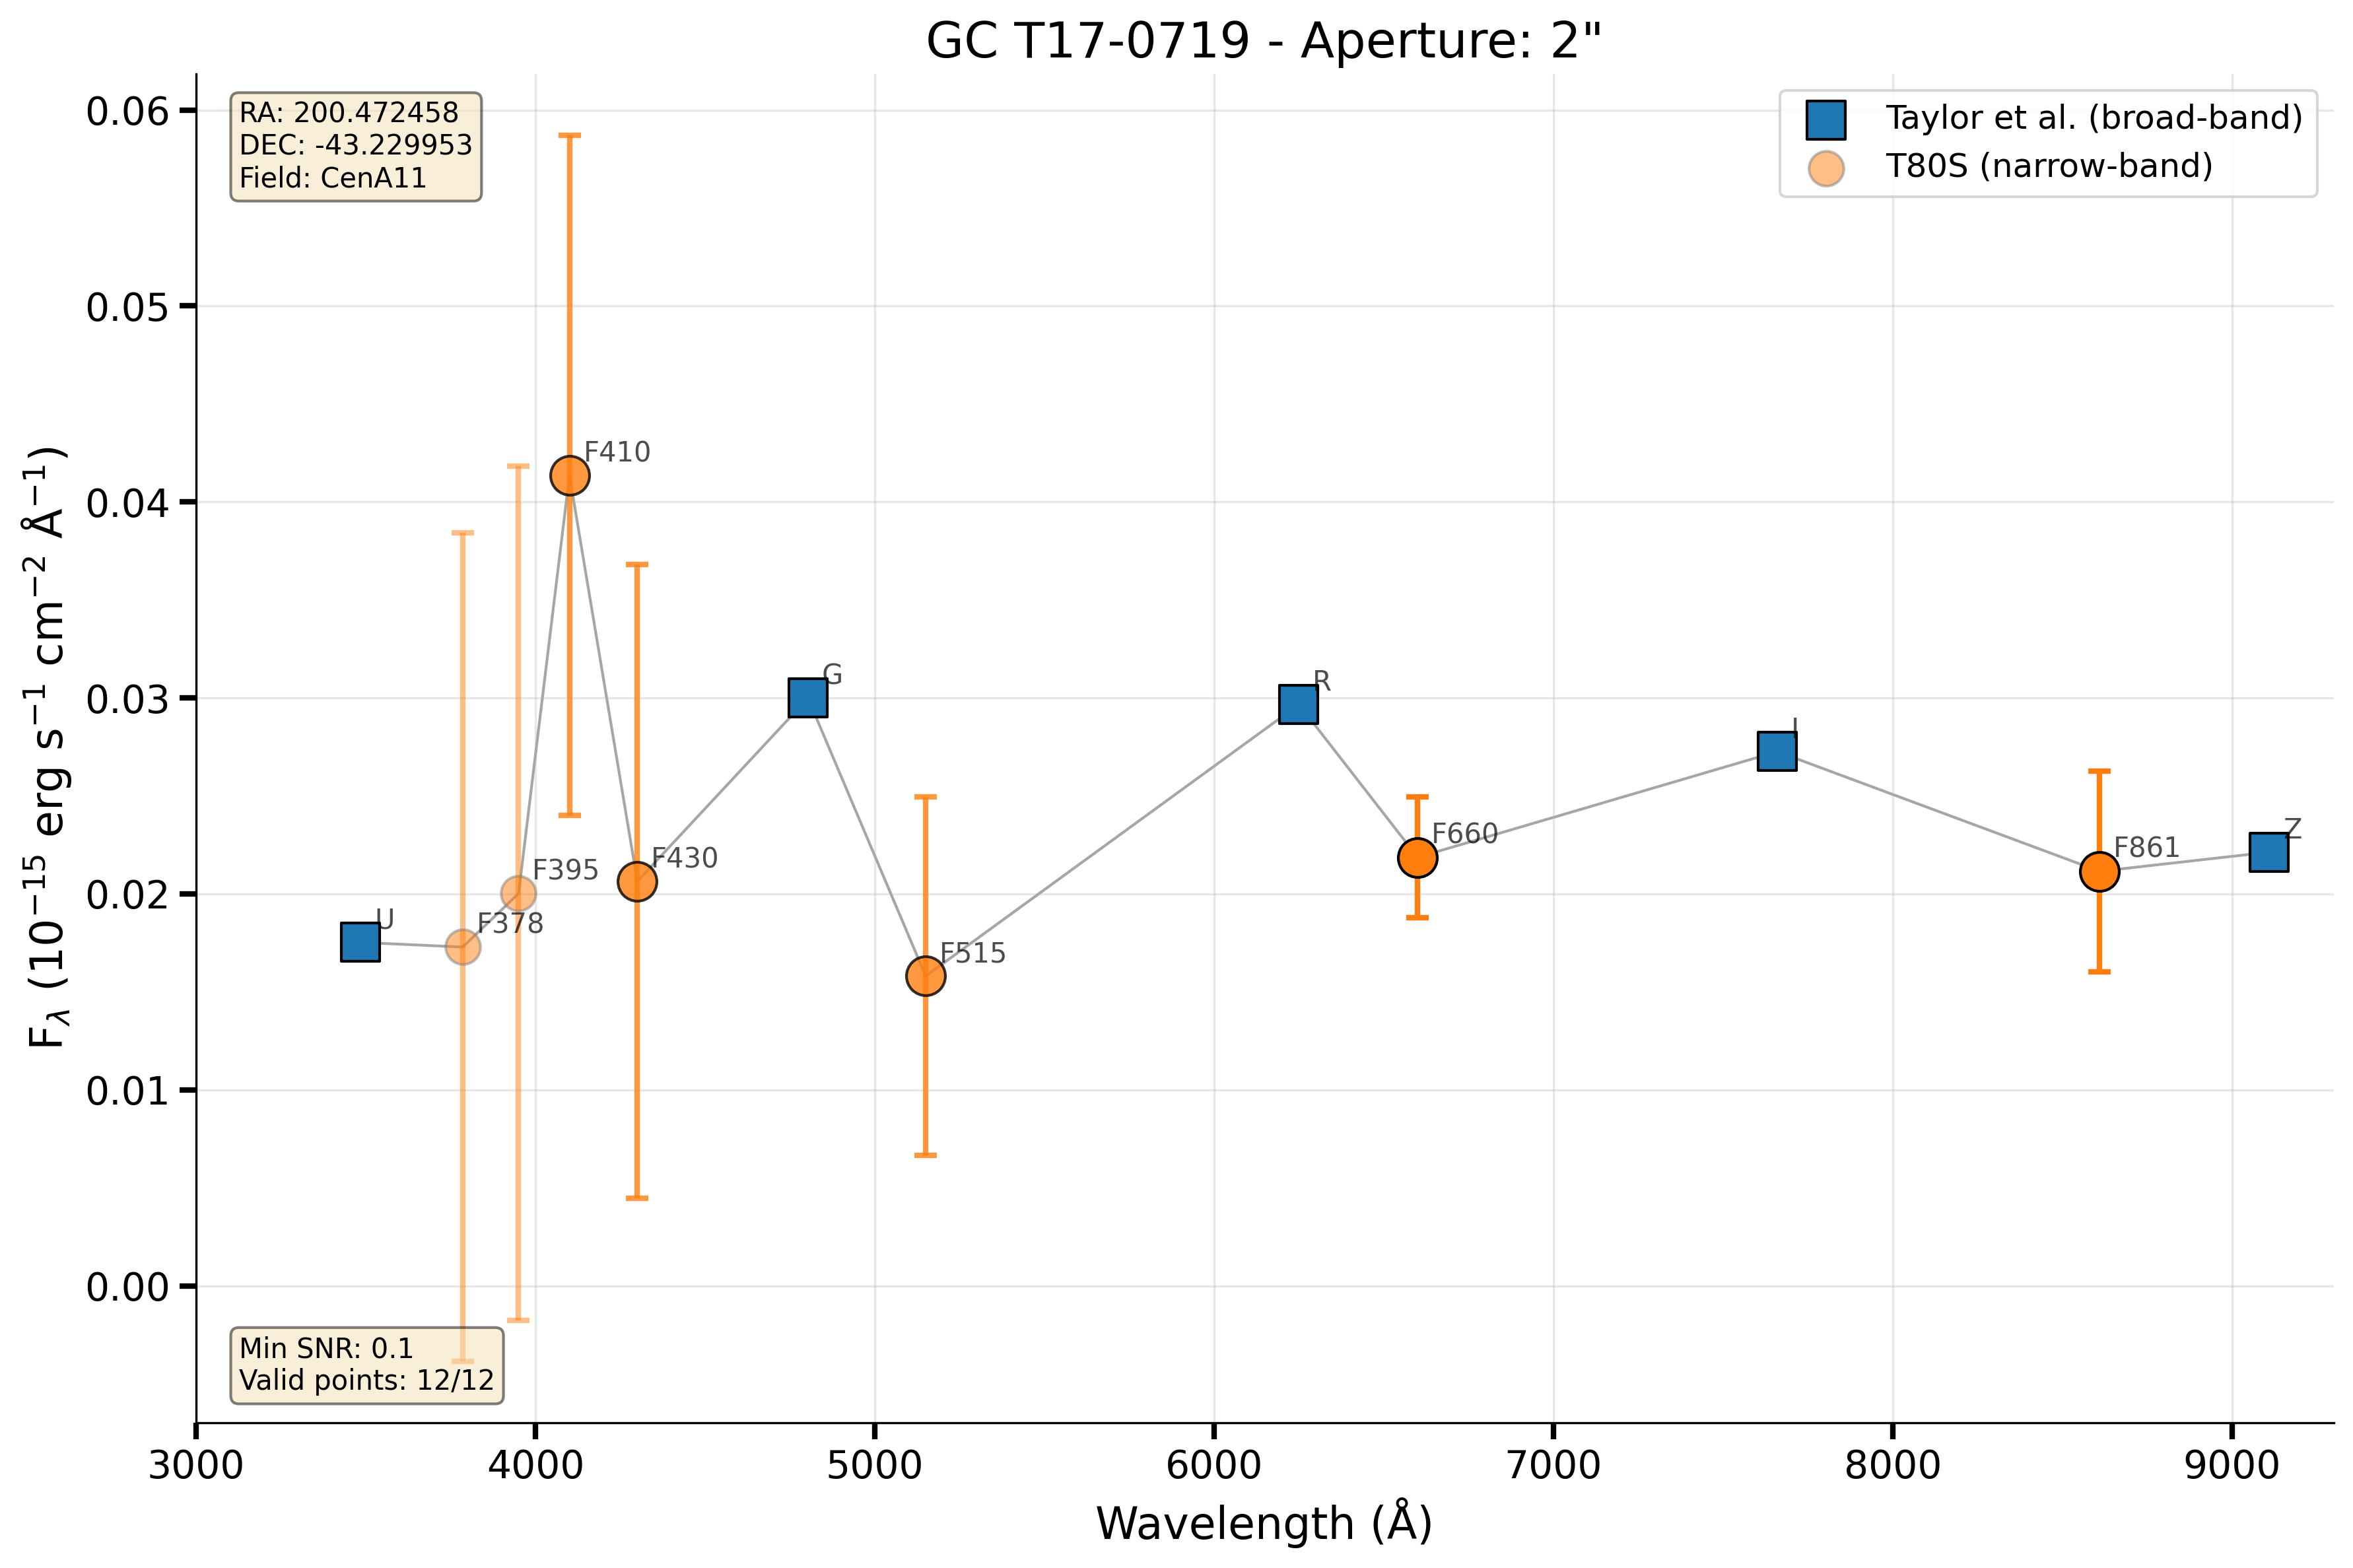 GC T17-0719 - Aperture: 2"
RA: 200.472458
DEC: -43.229953
Field: CenA11
Taylor et al. (broad-band)
T80S (narrow-band)
0.06
0.05
0.04
0.03
0.02
0.01
0.00
F_λ (10⁻¹⁵ erg s⁻¹ cm⁻² Å⁻¹)
U
F378
F395
F410
F430
G
F515
R
F660
I
F861
Z
Min SNR: 0.1
Valid points: 12/12
3000 4000 5000 6000 7000 8000 9000
Wavelength (Å)